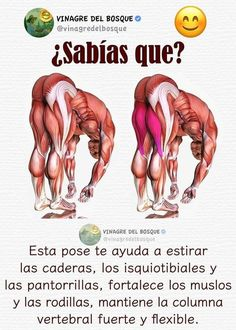 VINAGRE DEL BOSQUE
@vinagredelbosque
¿Sabías que?
VINAGRE DEL BOSQUE
@vinagredelbosque
Esta pose te ayuda a estirar
las caderas, los isquiotibiales y
las pantorrillas, fortalece los muslos
y las rodillas, mantiene la columna
vertebral fuerte y flexible.